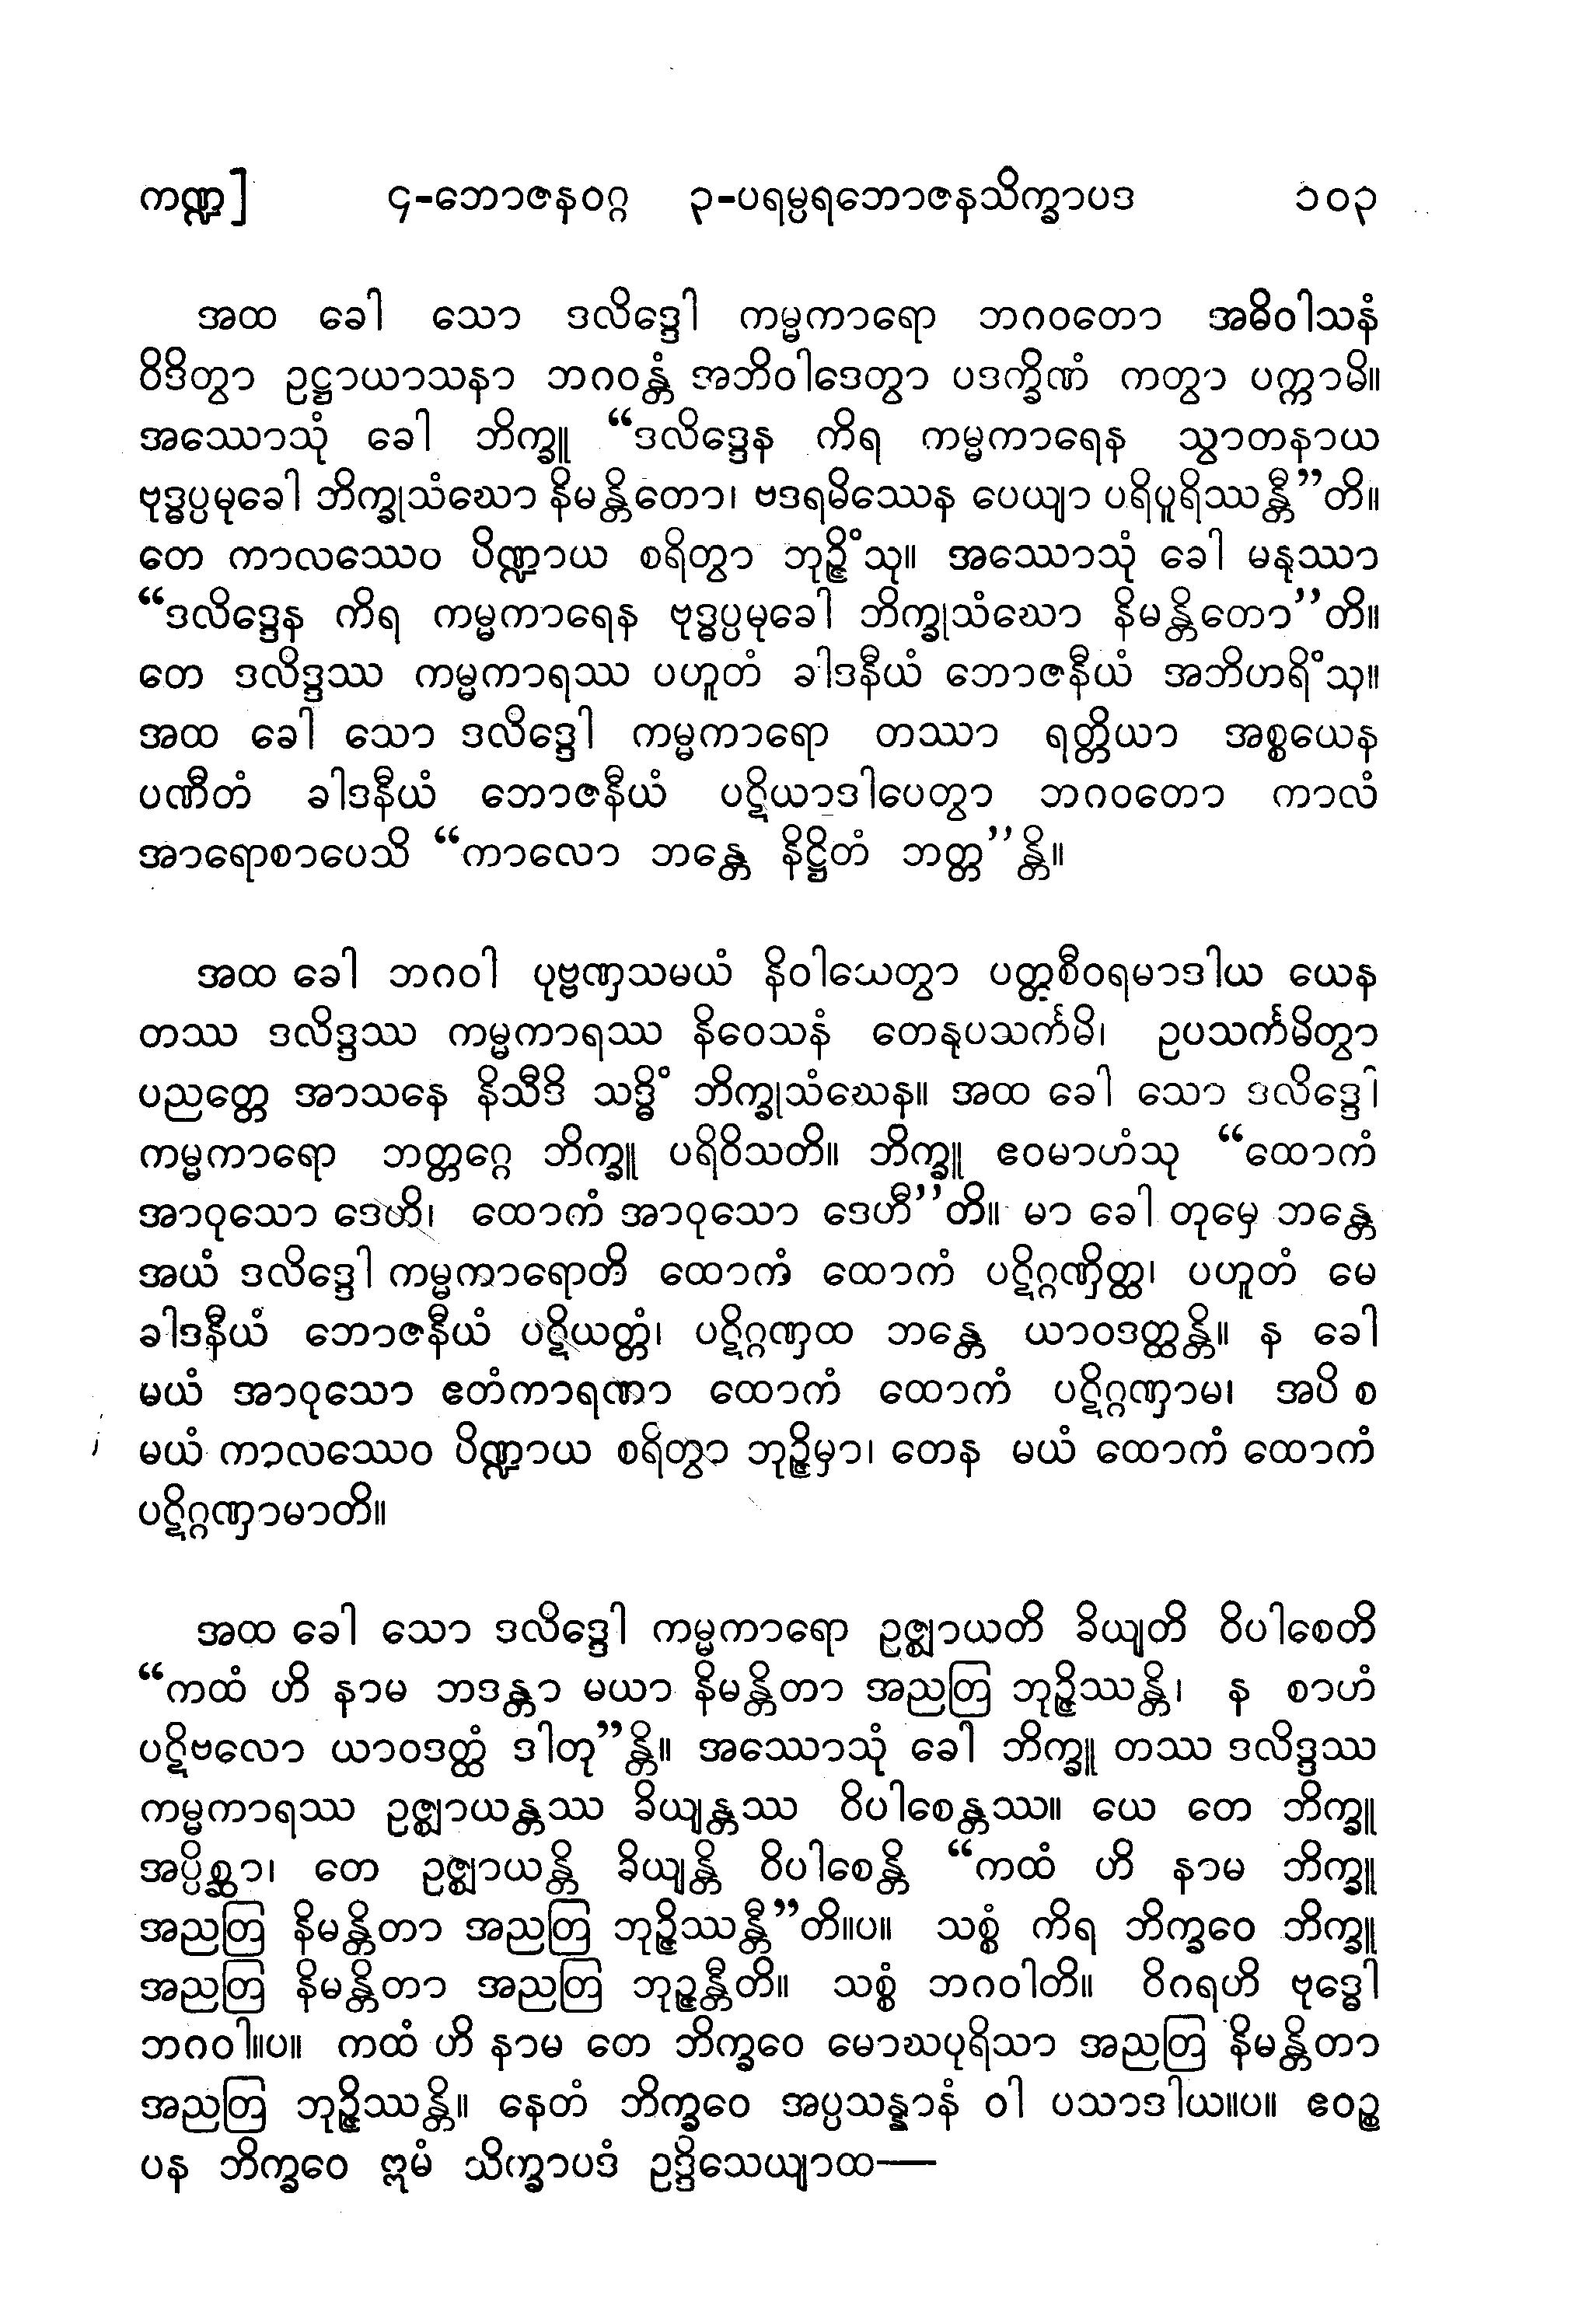 ကဏ္ဍ] ၄-ဘောဇနဝဂ္ဂ ၃-ပရမ္ပရဘောဇနသိက္ခာပဒ ၁၀၃
အထ ခေါ သော ဒလိဒ္ဒေါ ကမ္မကာရော ဘဂဝတော အဓိဝါသနံ
ဝိဒိတွာ ဥဋ္ဌာယာသနာ ဘဂဝန္တံ အဘိဝါဒေတွာ ပဒက္ခိဏံ ကတွာ ပက္ကာမိ။
အဿောသုံ ခေါ ဘိက္ခူ “ဒလိဒ္ဒေန ကိရ ကမ္မကာရေန သွာတနာယ
ဗုဒ္ဓပ္ပမုခေါ ဘိက္ခုသံဃော နိမန္တိတော၊ ဗဒရမိဿေန ပေယျာ ပရိပူရိဿန္တီ”တိ။
တေ ကာလဿေဝ ပိဏ္ဍာယ စရိတွာ ဘုဉ္ဇိံသု။ အဿောသုံ ခေါ မနုဿာ
“ဒလိဒ္ဒေန ကိရ ကမ္မကာရေန ဗုဒ္ဓပ္ပမုခေါ ဘိက္ခုသံဃော နိမန္တိတော”တိ။
တေ ဒလိဒ္ဒဿ ကမ္မကာရဿ ပဟူတံ ခါဒနီယံ ဘောဇနီယံ အဘိဟရိံသု။
အထ ခေါ သော ဒလိဒ္ဒေါ ကမ္မကာရော တဿာ ရတ္တိယာ အစ္စယေန
ပဏီတံ ခါဒနီယံ ဘောဇနီယံ ပဋိယာဒါပေတွာ ဘဂဝတော ကာလံ
အာရောစာပေသိ “ကာလော ဘန္တေ နိဋ္ဌိတံ ဘတ္တ”န္တိ။
အထ ခေါ ဘဂဝါ ပုဗ္ဗဏှသမယံ နိဝါသေတွာ ပတ္တစီဝရမာဒါယ ယေန
တဿ ဒလိဒ္ဒဿ ကမ္မကာရဿ နိဝေသနံ တေနုပသင်္ကမိ၊ ဥပသင်္ကမိတွာ
ပညတ္တေ အာသနေ နိသီဒိ သဒ္ဓိံ ဘိက္ခုသံဃေန။ အထ ခေါ သော ဒလိဒ္ဒေါ
ကမ္မကာရော ဘတ္တဂ္ဂေ ဘိက္ခူ ပရိဝိသတိ။ ဘိက္ခူ ဧဝမာဟံသု “ထောကံ
အာဝုသော ဒေဟိ၊ ထောကံ အာဝုသော ဒေဟီ”တိ။ မာ ခေါ တုမှေ ဘန္တေ
အယံ ဒလိဒ္ဒေါ ကမ္မကာရောတိ ထောကံ ထောကံ ပဋိဂ္ဂဏှိတ္ထ၊ ပဟူတံ မေ
ခါဒနီယံ ဘောဇနီယံ ပဋိယတ္တံ၊ ပဋိဂ္ဂဏှထ ဘန္တေ ယာဝဒတ္ထန္တိ။ န ခေါ
မယံ အာဝုသော ဧတံကာရဏာ ထောကံ ထောကံ ပဋိဂ္ဂဏှာမ၊ အပိ စ
မယံ ကာလဿေဝ ပိဏ္ဍာယ စရိတွာ ဘုဉ္ဇိမှာ၊ တေန မယံ ထောကံ ထောကံ
ပဋိဂ္ဂဏှာမာတိ။
အထ ခေါ သော ဒလိဒ္ဒေါ ကမ္မကာရော ဥဇ္ဈာယတိ ခိယျတိ ဝိပါစေတိ
“ကထံ ဟိ နာမ ဘဒန္တာ မယာ နိမန္တိတာ အညတြ ဘုဉ္ဇိဿန္တိ၊ န စာဟံ
ပဋိဗလော ယာဝဒတ္ထံ ဒါတု”န္တိ။ အဿောသုံ ခေါ ဘိက္ခူ တဿ ဒလိဒ္ဒဿ
ကမ္မကာရဿ ဥဇ္ဈာယန္တဿ ခိယျန္တဿ ဝိပါစေန္တဿ။ ယေ တေ ဘိက္ခူ
အပ္ပိစ္ဆာ၊ တေ ဥဇ္ဈာယန္တိ ခိယျန္တိ ဝိပါစေန္တိ “ကထံ ဟိ နာမ ဘိက္ခူ
အညတြ နိမန္တိတာ အညတြ ဘုဉ္ဇိဿန္တီ”တိ။ပ။ သစ္စံ ကိရ ဘိက္ခဝေ ဘိက္ခူ
အညတြ နိမန္တိတာ အညတြ ဘုဉ္ဇန္တီတိ။ သစ္စံ ဘဂဝါတိ။ ဝိဂရဟိ ဗုဒ္ဓေါ
ဘဂဝါ။ပ။ ကထံ ဟိ နာမ တေ ဘိက္ခဝေ မောဃပုရိသာ အညတြ နိမန္တိတာ
အညတြ ဘုဉ္ဇိဿန္တိ။ နေတံ ဘိက္ခဝေ အပ္ပသန္နာနံ ဝါ ပသာဒါယ။ပ။ ဧဝဉ္စ
ပန ဘိက္ခဝေ ဣမံ သိက္ခာပဒံ ဥဒ္ဒိသေယျာထ—